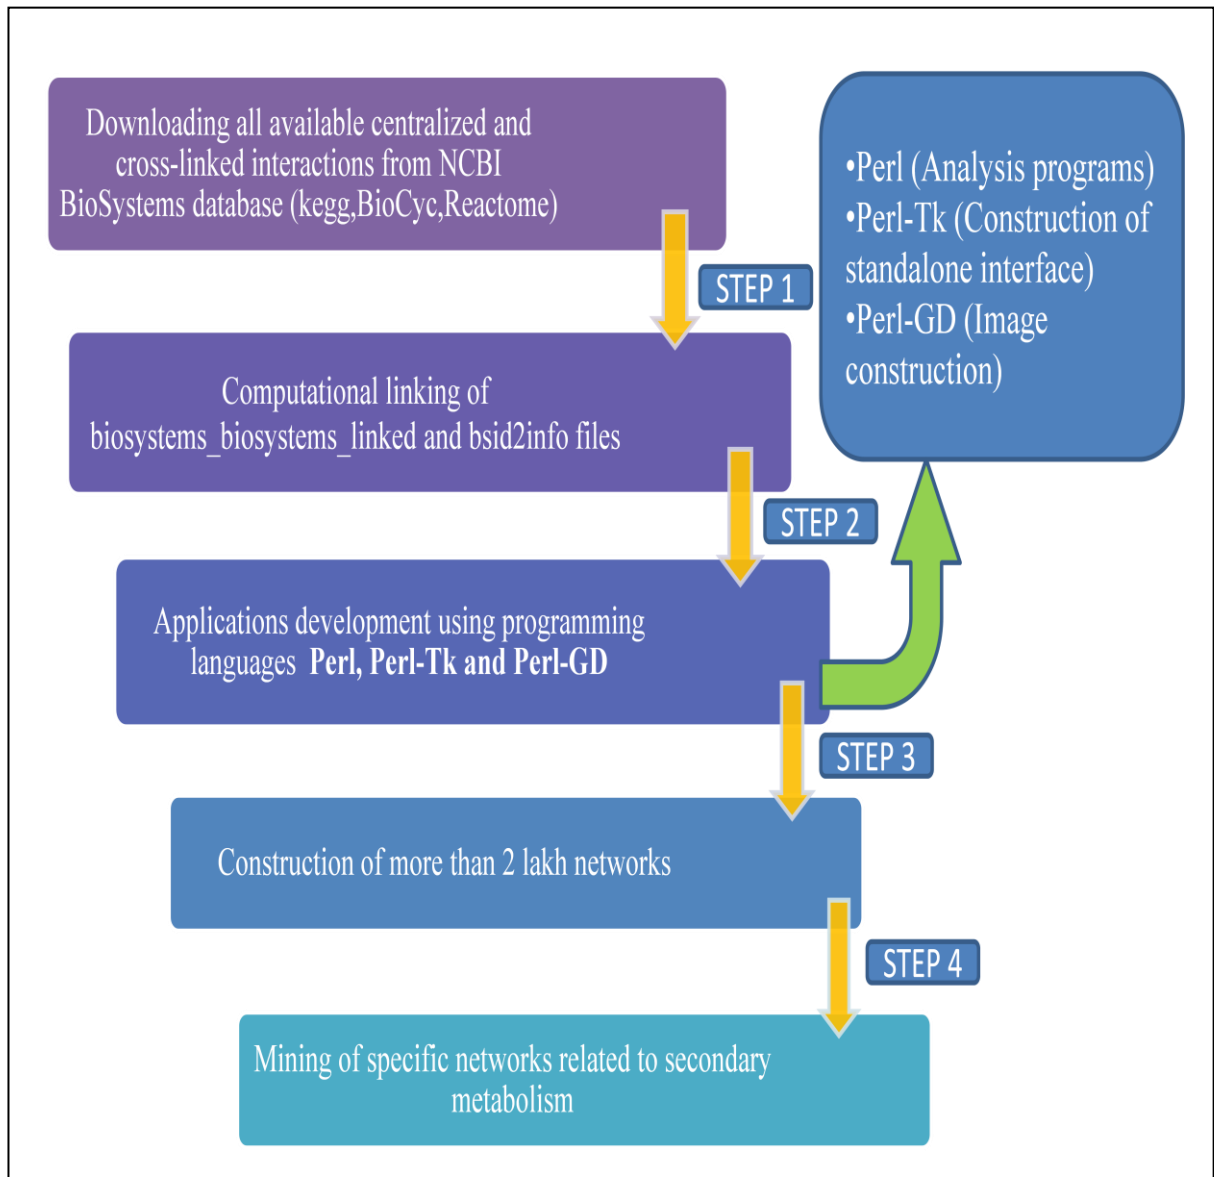 Downloading all available centralized and
cross-linked interactions from NCBI
BioSystems database (kegg,BioCyc,Reactome)
STEP 1
Computational linking of
biosystems_biosystems_linked and bsid2info files
STEP 2
Applications development using programming
languages Perl, Perl-Tk and Perl-GD
•Perl (Analysis programs)
•Perl-Tk (Construction of
standalone interface)
•Perl-GD (Image
construction)
STEP 3
Construction of more than 2 lakh networks
STEP 4
Mining of specific networks related to secondary
metabolism